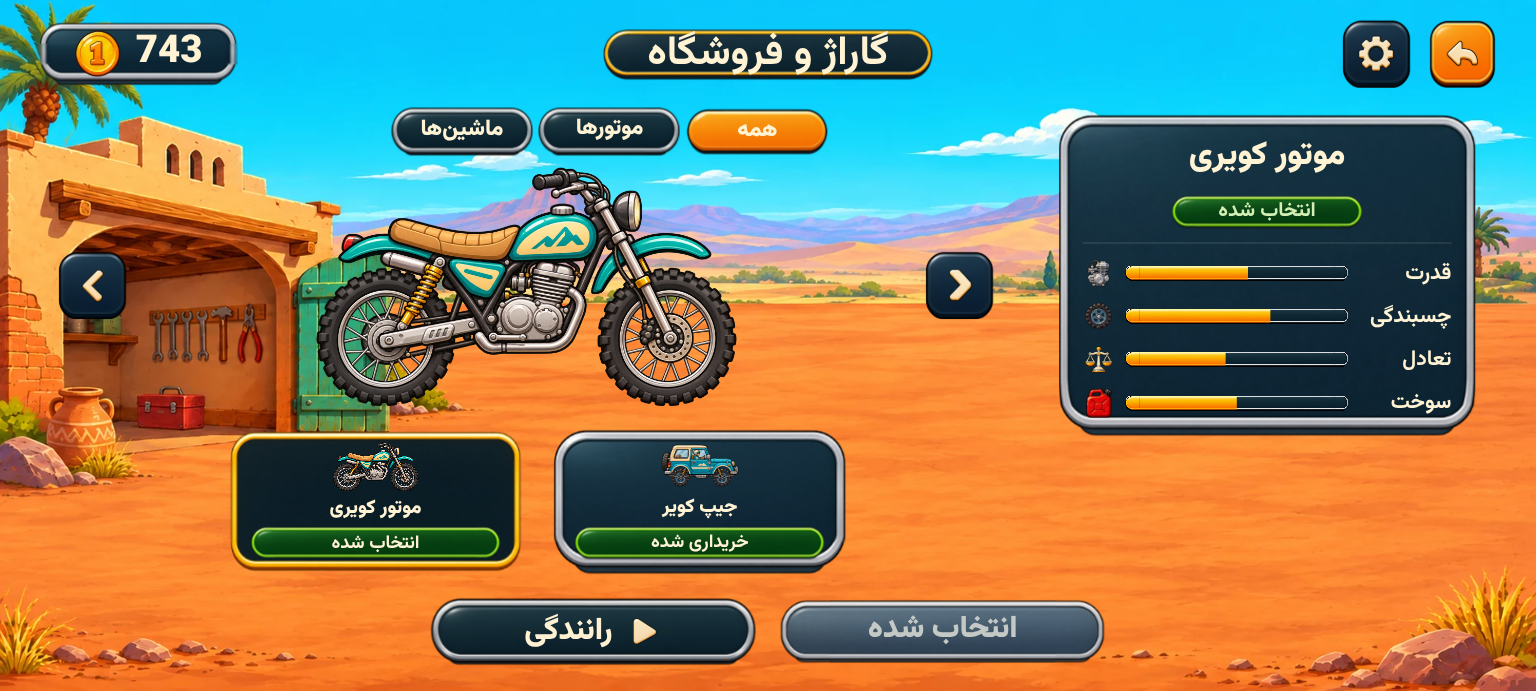 743
گاراژ و فروشگاه
همه
موتورها
ماشین‌ها
موتور کویری
انتخاب شده
قدرت
چسبندگی
تعادل
سوخت
جیپ کویر
خریداری شده
موتور کویری
انتخاب شده
انتخاب شده
رانندگی